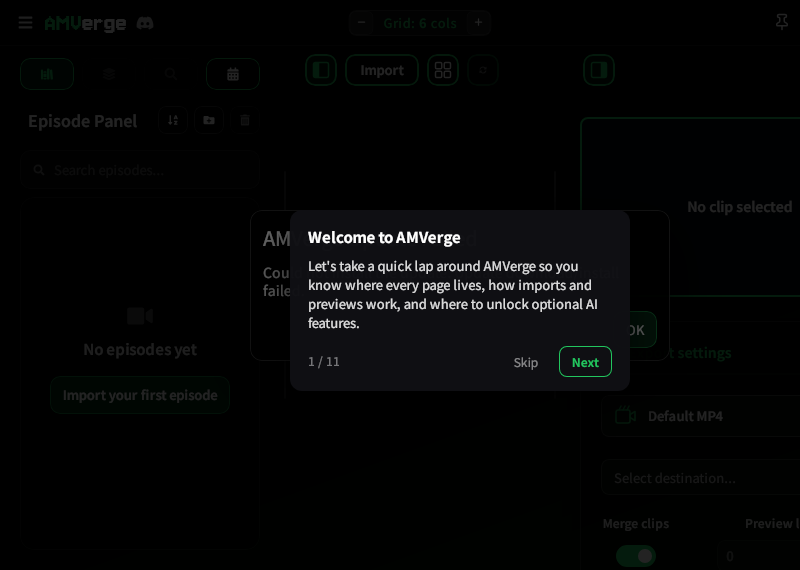 AMVerge
− Grid: 6 cols +
Import
Episode Panel
Search episodes...
No clip selected
AM
Welcome to AMVerge
Let's take a quick lap around AMVerge so you
know where every page lives, how imports and
previews work, and where to unlock optional AI
features.
1 / 11
Skip
Next
OK
No episodes yet
Import your first episode
t settings
Default MP4
Select destination...
Merge clips
Preview
0